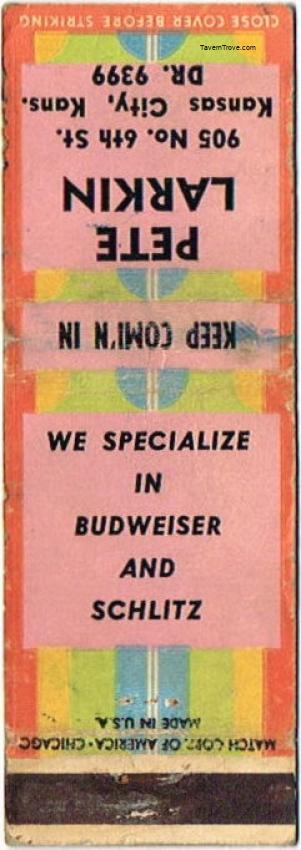 CLOSE COVER BEFORE STRIKING
TavernTrove.com
PETE
LARKIN
905 No. 6th St.
Kansas City, Kans.
DR. 9399
KEEP COMI'N IN
WE SPECIALIZE
IN
BUDWEISER
AND
SCHLITZ
MATCH CORP. OF AMERICA · CHICAGO
MADE IN U.S.A.